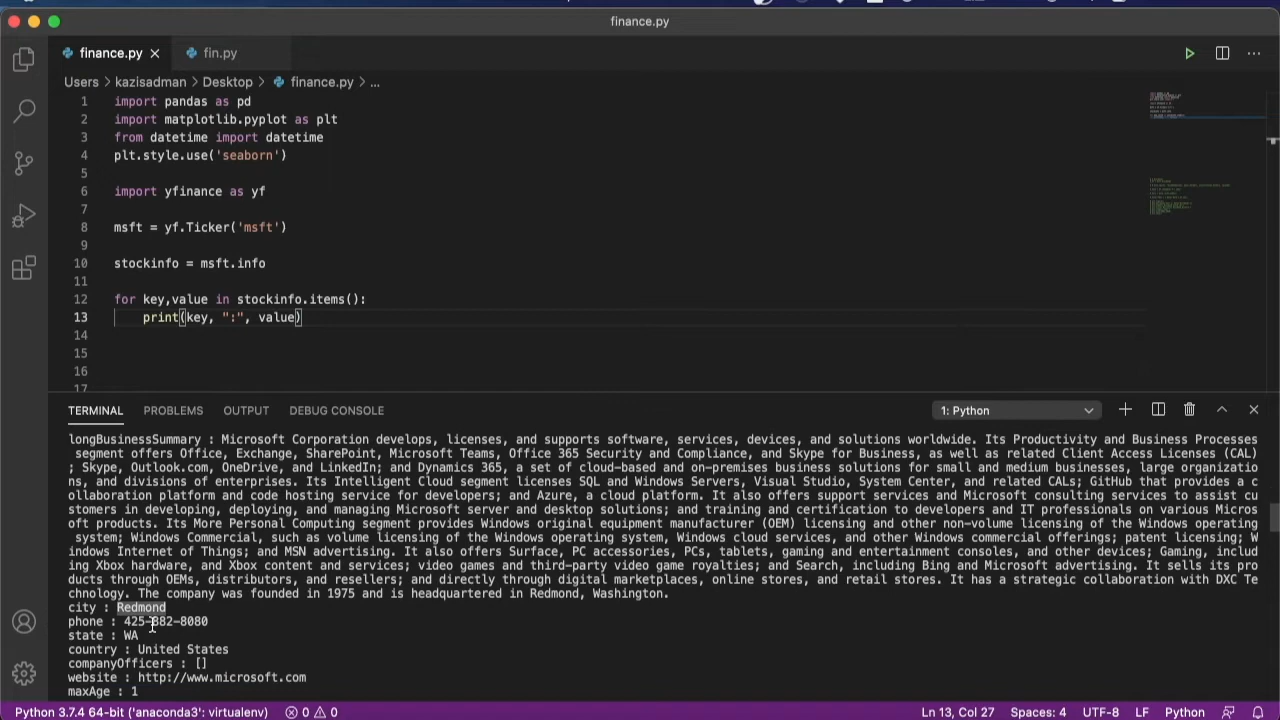 finance.py
finance.py
fin.py
Users > kazisadman > Desktop > finance.py > ...
1 import pandas as pd
2 import matplotlib.pyplot as plt
3 from datetime import datetime
4 plt.style.use('seaborn')
5
6 import yfinance as yf
7
8 msft = yf.Ticker('msft')
9
10 stockinfo = msft.info
11
12 for key,value in stockinfo.items():
13 print(key, ":", value)
14
15
16
17
TERMINAL PROBLEMS OUTPUT DEBUG CONSOLE 1: Python
longBusinessSummary : Microsoft Corporation develops, licenses, and supports software, services, devices, and solutions worldwide. Its Productivity and Business Processes
segment offers Office, Exchange, SharePoint, Microsoft Teams, Office 365 Security and Compliance, and Skype for Business, as well as related Client Access Licenses (CAL)
; Skype, Outlook.com, OneDrive, and LinkedIn; and Dynamics 365, a set of cloud-based and on-premises business solutions for small and medium businesses, large organizatio
ns, and divisions of enterprises. Its Intelligent Cloud segment licenses SQL and Windows Servers, Visual Studio, System Center, and related CALs; GitHub that provides a c
ollaboration platform and code hosting service for developers; and Azure, a cloud platform. It also offers support services and Microsoft consulting services to assist cu
stomers in developing, deploying, and managing Microsoft server and desktop solutions; and training and certification to developers and IT professionals on various Micros
oft products. Its More Personal Computing segment provides Windows original equipment manufacturer (OEM) licensing and other non-volume licensing of the Windows operating
system; Windows Commercial, such as volume licensing of the Windows operating system, Windows cloud services, and other Windows commercial offerings; patent licensing; W
indows Internet of Things; and MSN advertising. It also offers Surface, PC accessories, PCs, tablets, gaming and entertainment consoles, and other devices; Gaming, includ
ing Xbox hardware, and Xbox content and services; video games and third-party video game royalties; and Search, including Bing and Microsoft advertising. It sells its pro
ducts through OEMs, distributors, and resellers; and directly through digital marketplaces, online stores, and retail stores. It has a strategic collaboration with DXC Te
chnology. The company was founded in 1975 and is headquartered in Redmond, Washington.
city : Redmond
phone : 425-882-8080
state : WA
country : United States
companyOfficers : []
website : http://www.microsoft.com
maxAge : 1
Python 3.7.4 64-bit ('anaconda3': virtualenv) 0 0 Ln 13, Col 27 Spaces: 4 UTF-8 LF Python